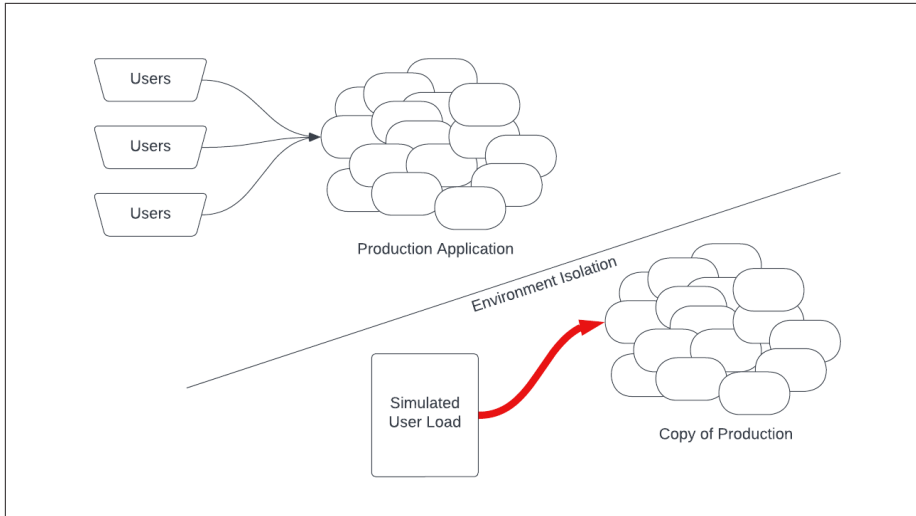 Users
Users
Users
Production Application
Environment Isolation
Simulated
User Load
Copy of Production